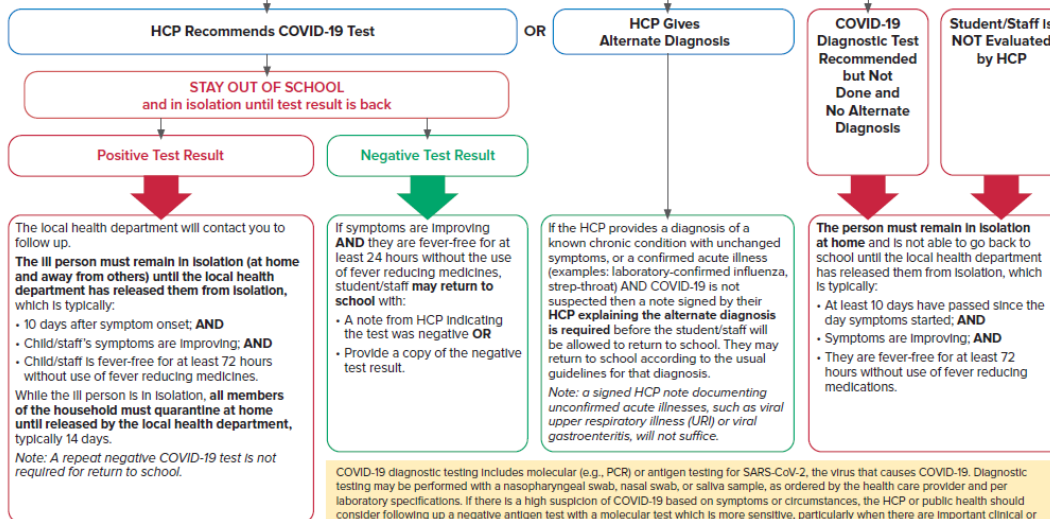 HCP Recommends COVID-19 Test
OR
HCP Gives
Alternate Diagnosis
COVID-19
Diagnostic Test
Recommended
but Not
Done and
No Alternate
Diagnosis
Student/Staff is
NOT Evaluated
by HCP
STAY OUT OF SCHOOL
and in isolation until test result is back
Positive Test Result
Negative Test Result
The local health department will contact you to
follow up.
The ill person must remain in isolation (at home
and away from others) until the local health
department has released them from isolation,
which is typically:
• 10 days after symptom onset; AND
• Child/staff's symptoms are improving; AND
• Child/staff is fever-free for at least 72 hours
without use of fever reducing medicines.
While the ill person is in isolation, all members
of the household must quarantine at home
until released by the local health department,
typically 14 days.
Note: A repeat negative COVID-19 test is not
required for return to school.
If symptoms are improving
AND they are fever-free for at
least 24 hours without the use
of fever reducing medicines,
student/staff may return to
school with:
• A note from HCP indicating
the test was negative OR
• Provide a copy of the negative
test result.
If the HCP provides a diagnosis of a
known chronic condition with unchanged
symptoms, or a confirmed acute illness
(examples: laboratory-confirmed influenza,
strep-throat) AND COVID-19 is not
suspected then a note signed by their
HCP explaining the alternate diagnosis
is required before the student/staff will
be allowed to return to school. They may
return to school according to the usual
guidelines for that diagnosis.
Note: a signed HCP note documenting
unconfirmed acute illnesses, such as viral
upper respiratory illness (URI) or viral
gastroenteritis, will not suffice.
The person must remain in isolation
at home and is not able to go back to
school until the local health department
has released them from isolation, which
is typically:
• At least 10 days have passed since the
day symptoms started; AND
• Symptoms are improving; AND
• They are fever-free for at least 72
hours without use of fever reducing
medications.
COVID-19 diagnostic testing includes molecular (e.g., PCR) or antigen testing for SARS-CoV-2, the virus that causes COVID-19. Diagnostic
testing may be performed with a nasopharyngeal swab, nasal swab, or saliva sample, as ordered by the health care provider and per
laboratory specifications. If there is a high suspicion of COVID-19 based on symptoms or circumstances, the HCP or public health should
consider following up a negative antigen test with a molecular test which is more sensitive, particularly when there are important clinical or